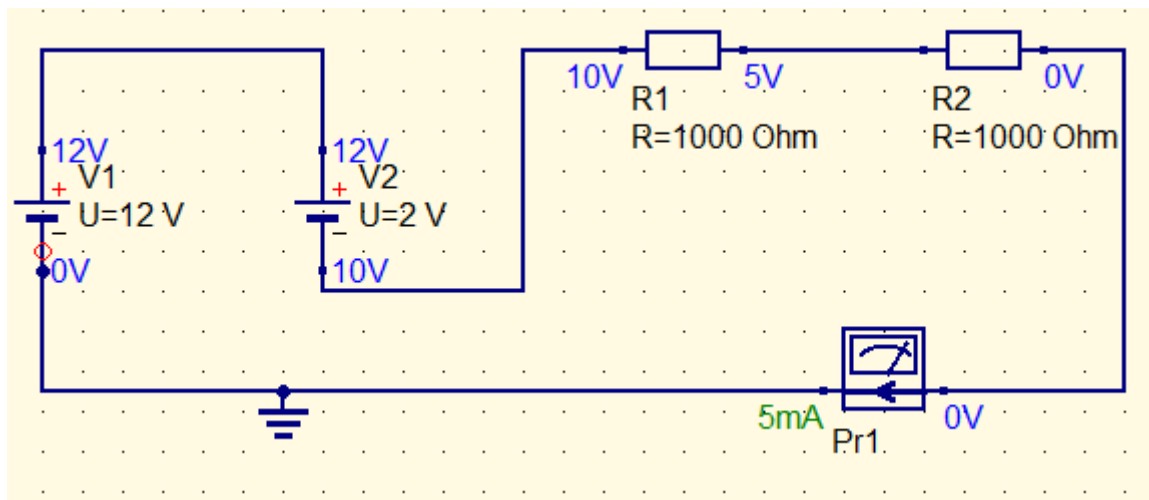 10V
5V
0V
R1
R=1000 Ohm
R2
R=1000 Ohm
12V
+
V1
U=12 V
−
0V
12V
+
V2
U=2 V
−
10V
5mA
0V
Pr1